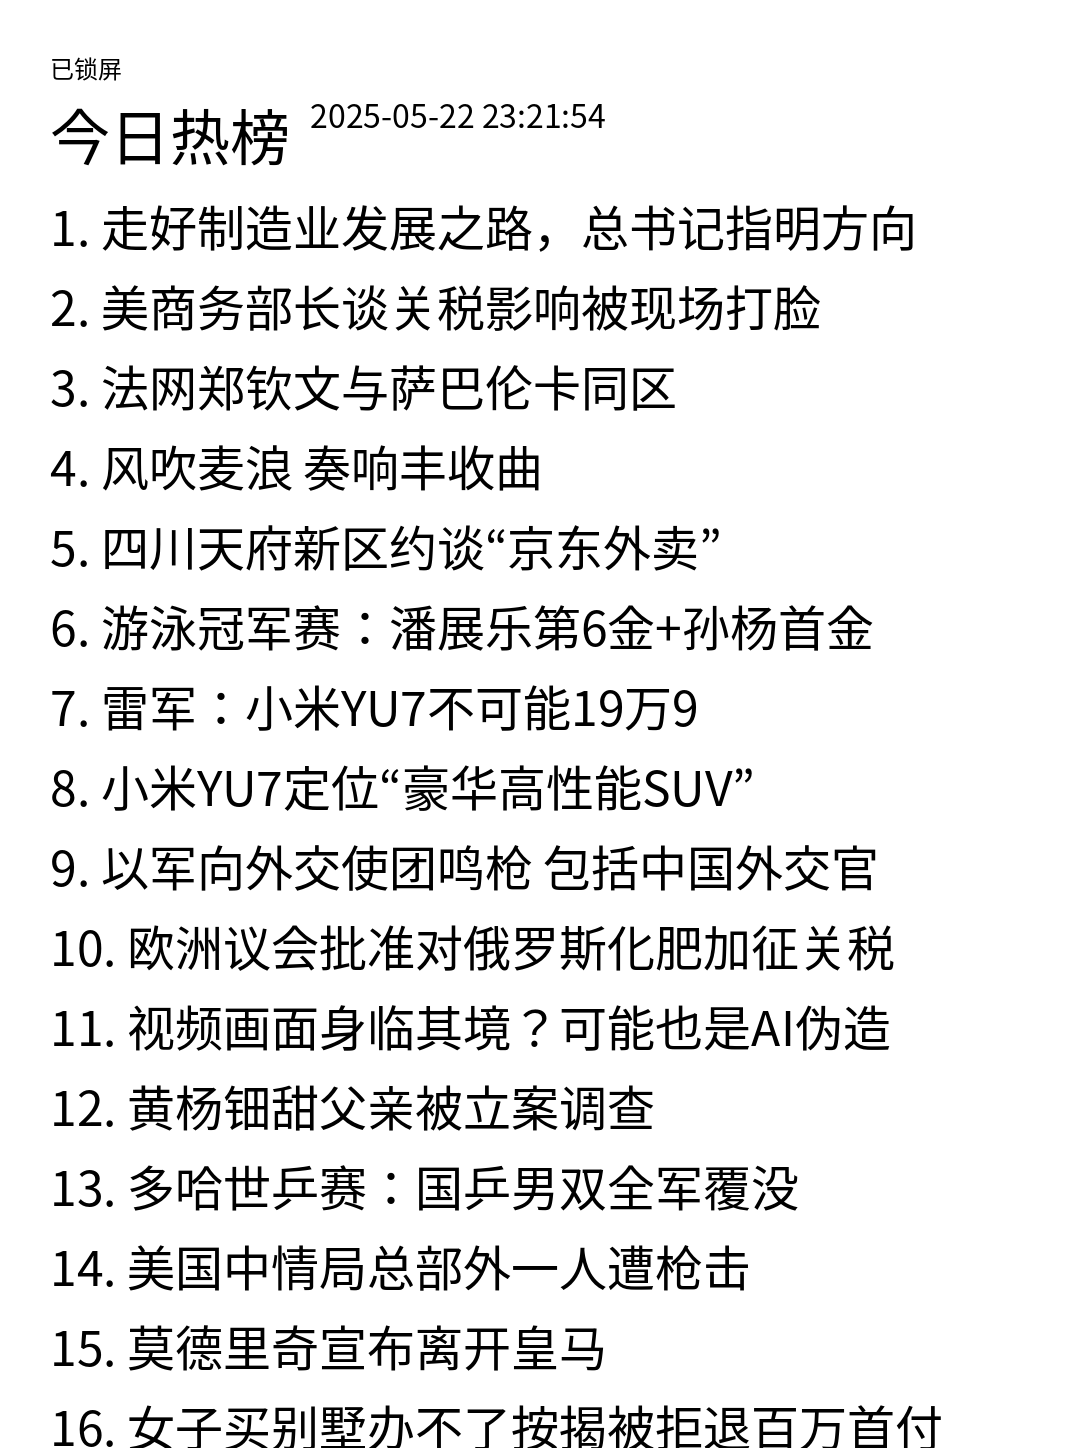 已锁屏
今日热榜 2025-05-22 23:21:54
1. 走好制造业发展之路，总书记指明方向
2. 美商务部长谈关税影响被现场打脸
3. 法网郑钦文与萨巴伦卡同区
4. 风吹麦浪 奏响丰收曲
5. 四川天府新区约谈“京东外卖”
6. 游泳冠军赛：潘展乐第6金+孙杨首金
7. 雷军：小米YU7不可能19万9
8. 小米YU7定位“豪华高性能SUV”
9. 以军向外交使团鸣枪 包括中国外交官
10. 欧洲议会批准对俄罗斯化肥加征关税
11. 视频画面身临其境？可能也是AI伪造
12. 黄杨钿甜父亲被立案调查
13. 多哈世乒赛：国乒男双全军覆没
14. 美国中情局总部外一人遭枪击
15. 莫德里奇宣布离开皇马
16. 女子买别墅办不了按揭被拒退百万首付